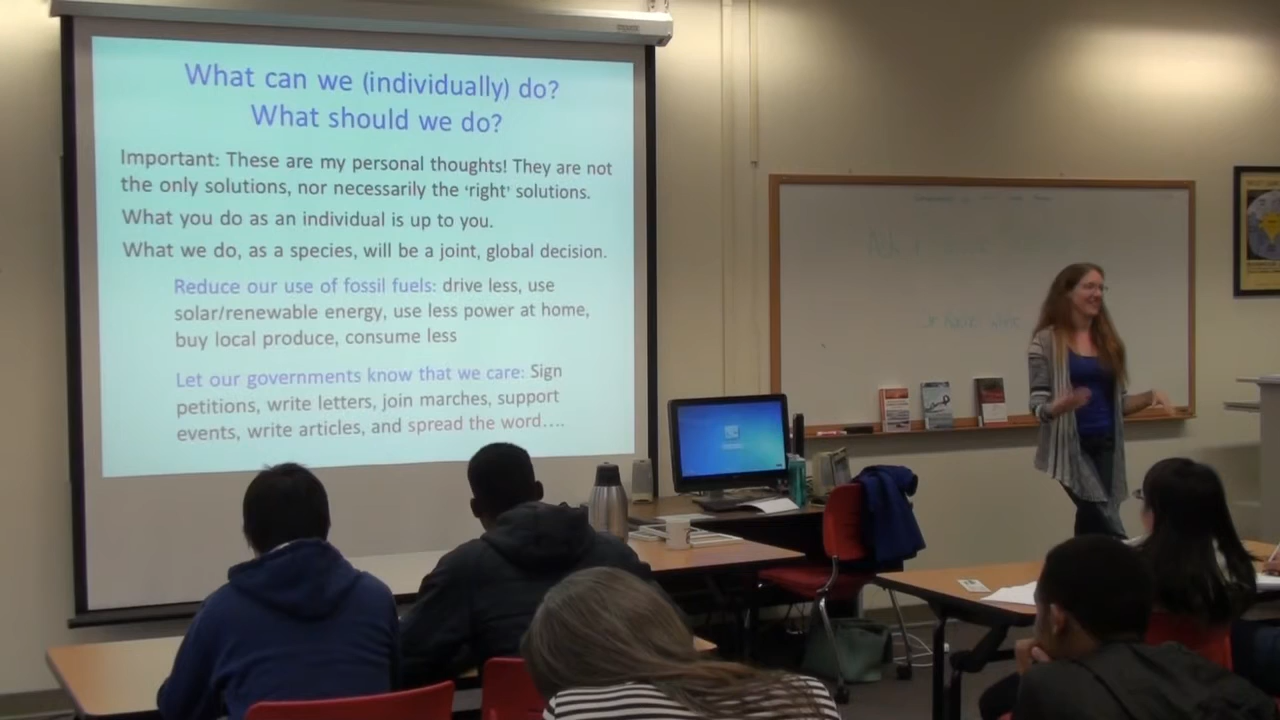 What can we (individually) do?
What should we do?
Important: These are my personal thoughts! They are not
the only solutions, nor necessarily the 'right' solutions.
What you do as an individual is up to you.
What we do, as a species, will be a joint, global decision.
Reduce our use of fossil fuels: drive less, use
solar/renewable energy, use less power at home,
buy local produce, consume less
Let our governments know that we care: Sign
petitions, write letters, join marches, support
events, write articles, and spread the word....